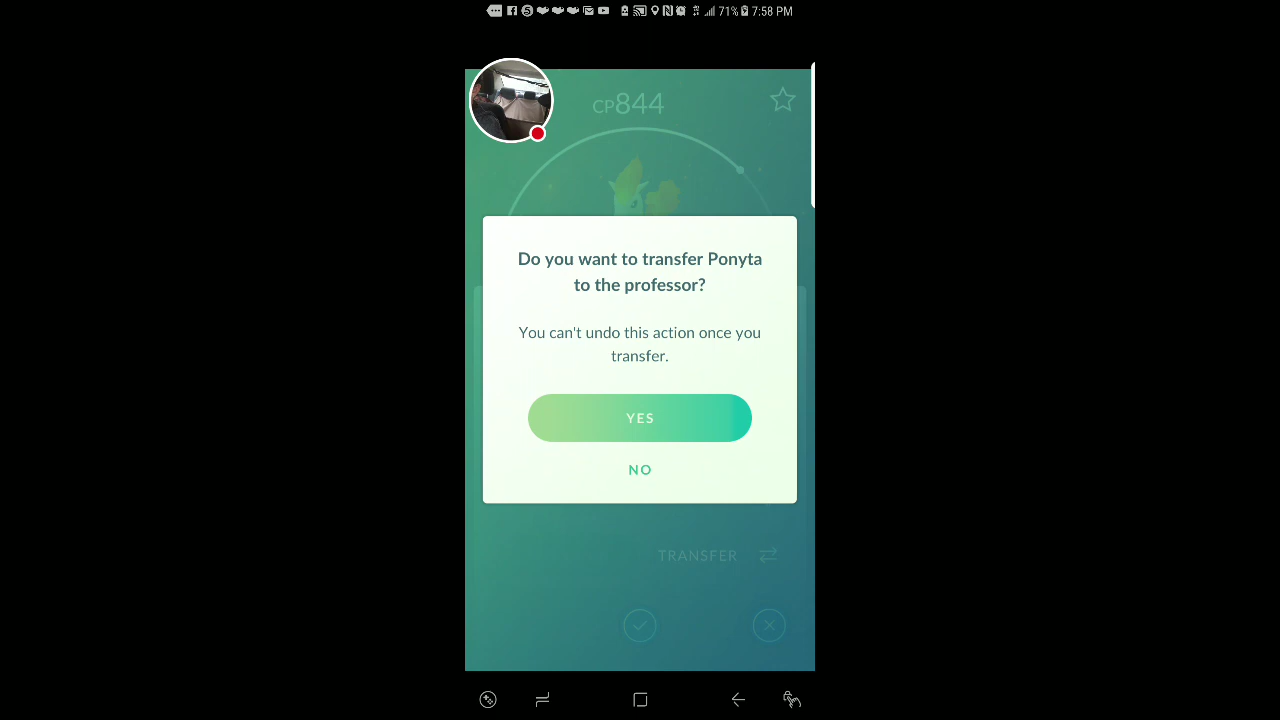 71% 7:58 PM
CP844
Do you want to transfer Ponyta
to the professor?
You can't undo this action once you
transfer.
YES
NO
TRANSFER